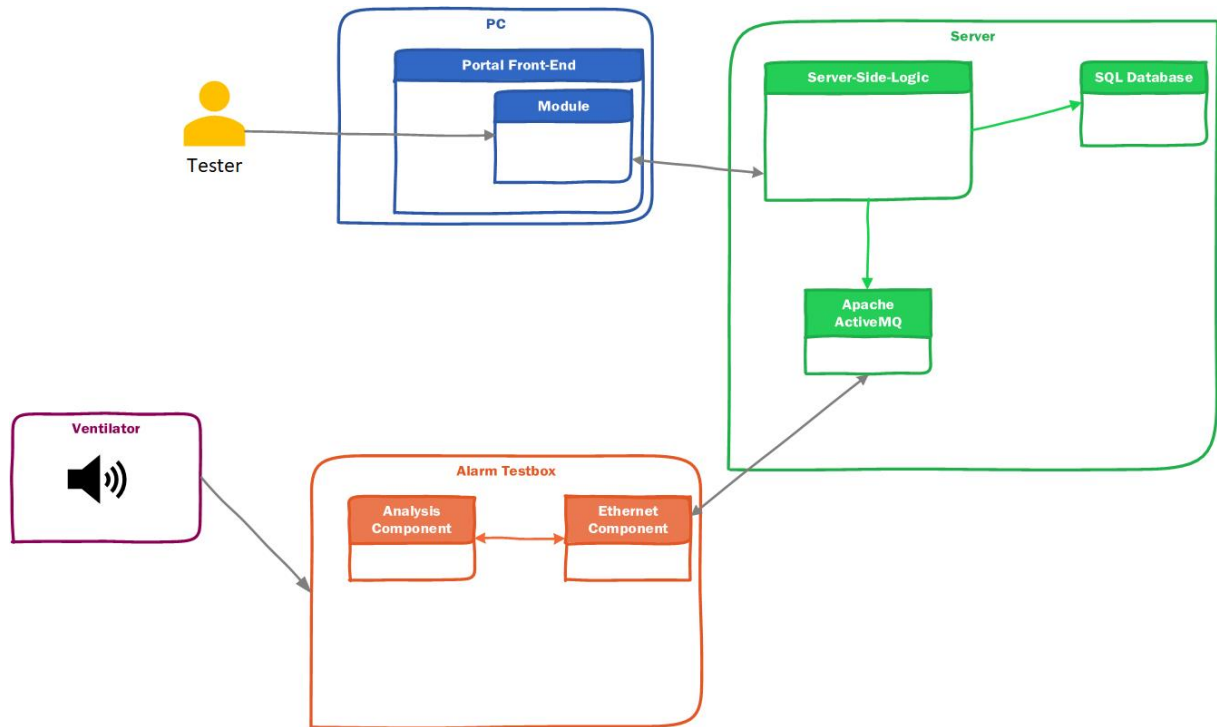 PC
Portal Front-End
Module
Tester
Server
Server-Side-Logic
SQL Database
Apache
ActiveMQ
Ventilator
Alarm Testbox
Analysis
Component
Ethernet
Component